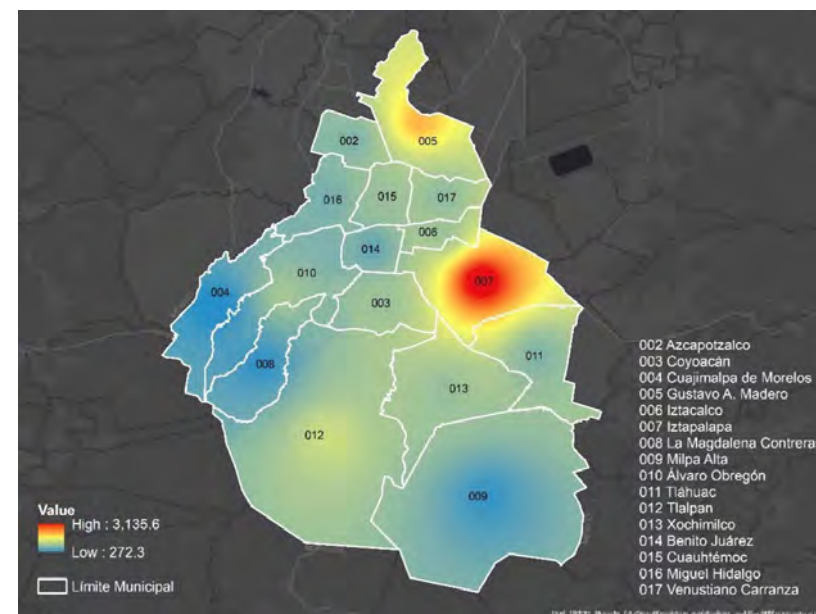 005
002
016
015
017
006
014
007
010
004
003
008
011
013
012
009
002 Azcapotzalco
003 Coyoacán
004 Cuajimalpa de Morelos
005 Gustavo A. Madero
006 Iztacalco
007 Iztapalapa
008 La Magdalena Contrera
009 Milpa Alta
010 Álvaro Obregón
011 Tláhuac
012 Tlalpan
013 Xochimilco
014 Benito Juárez
015 Cuauhtémoc
016 Miguel Hidalgo
017 Venustiano Carranza
Value
High : 3,135.6
Low : 272.3
Límite Municipal